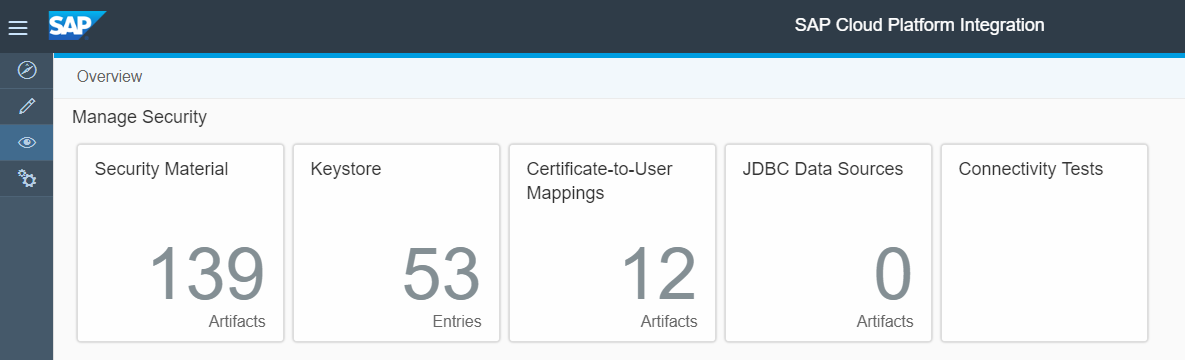 SAP
SAP Cloud Platform Integration
Overview
Manage Security
Security Material
139
Artifacts
Keystore
53
Entries
Certificate-to-User
Mappings
12
Artifacts
JDBC Data Sources
0
Artifacts
Connectivity Tests